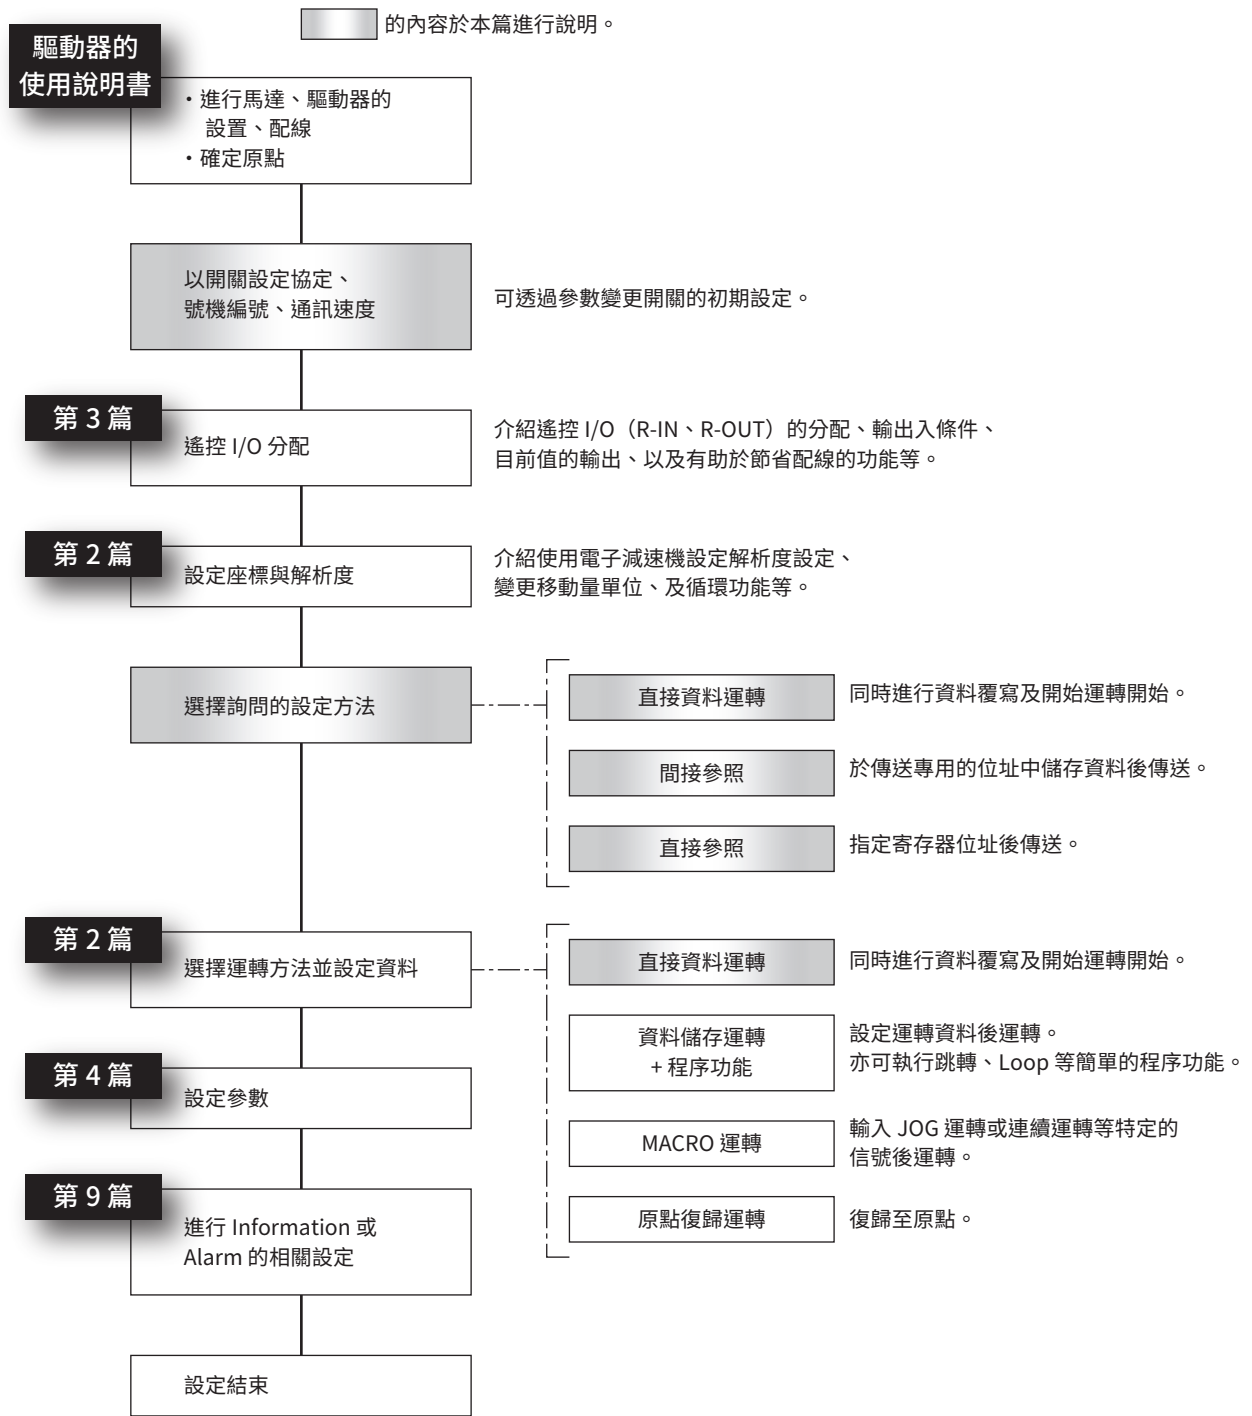 的內容於本篇進行說明。
驅動器的
使用說明書
・進行馬達、驅動器的
設置、配線
・確定原點
以開關設定協定、
號機編號、通訊速度
可透過參數變更開關的初期設定。
第 3 篇
遙控 I/O 分配
介紹遙控 I/O（R-IN、R-OUT）的分配、輸出入條件、
目前值的輸出、以及有助於節省配線的功能等。
第 2 篇
設定座標與解析度
介紹使用電子減速機設定解析度設定、
變更移動量單位、及循環功能等。
選擇詢問的設定方法
直接資料運轉
同時進行資料覆寫及開始運轉開始。
間接參照
於傳送專用的位址中儲存資料後傳送。
直接參照
指定寄存器位址後傳送。
第 2 篇
選擇運轉方法並設定資料
直接資料運轉
同時進行資料覆寫及開始運轉開始。
資料儲存運轉
+ 程序功能
設定運轉資料後運轉。
亦可執行跳轉、Loop 等簡單的程序功能。
第 4 篇
設定參數
MACRO 運轉
輸入 JOG 運轉或連續運轉等特定的
信號後運轉。
第 9 篇
進行 Information 或
Alarm 的相關設定
原點復歸運轉
復歸至原點。
設定結束